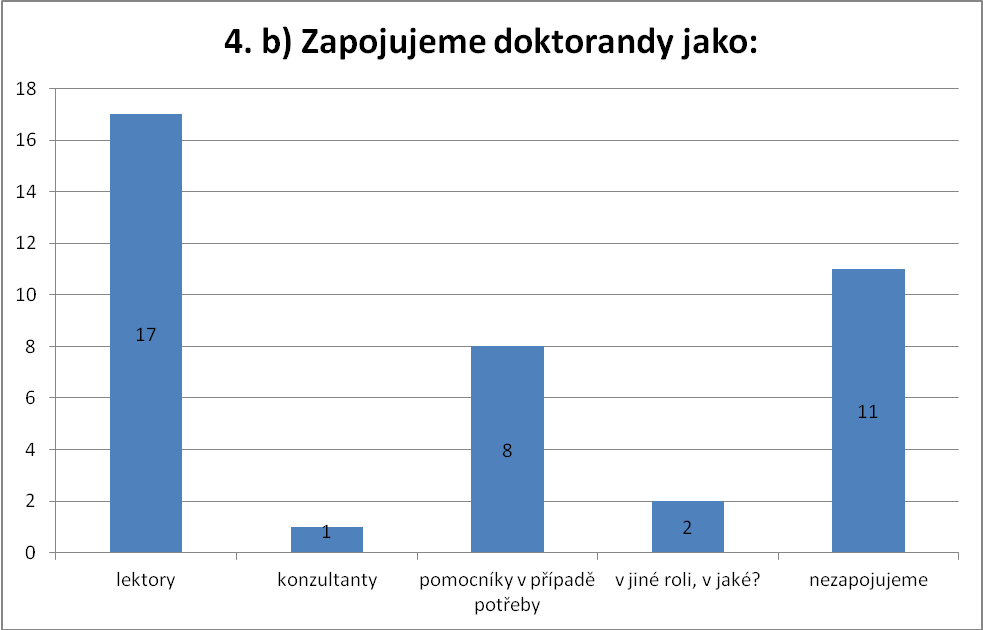 4. b) Zapojujeme doktorandy jako:
18
16
14
12
10
8
6
4
2
0
17
1
8
2
11
lektory
konzultanty
pomocníky v případě
potřeby
v jiné roli, v jaké?
nezapojujeme